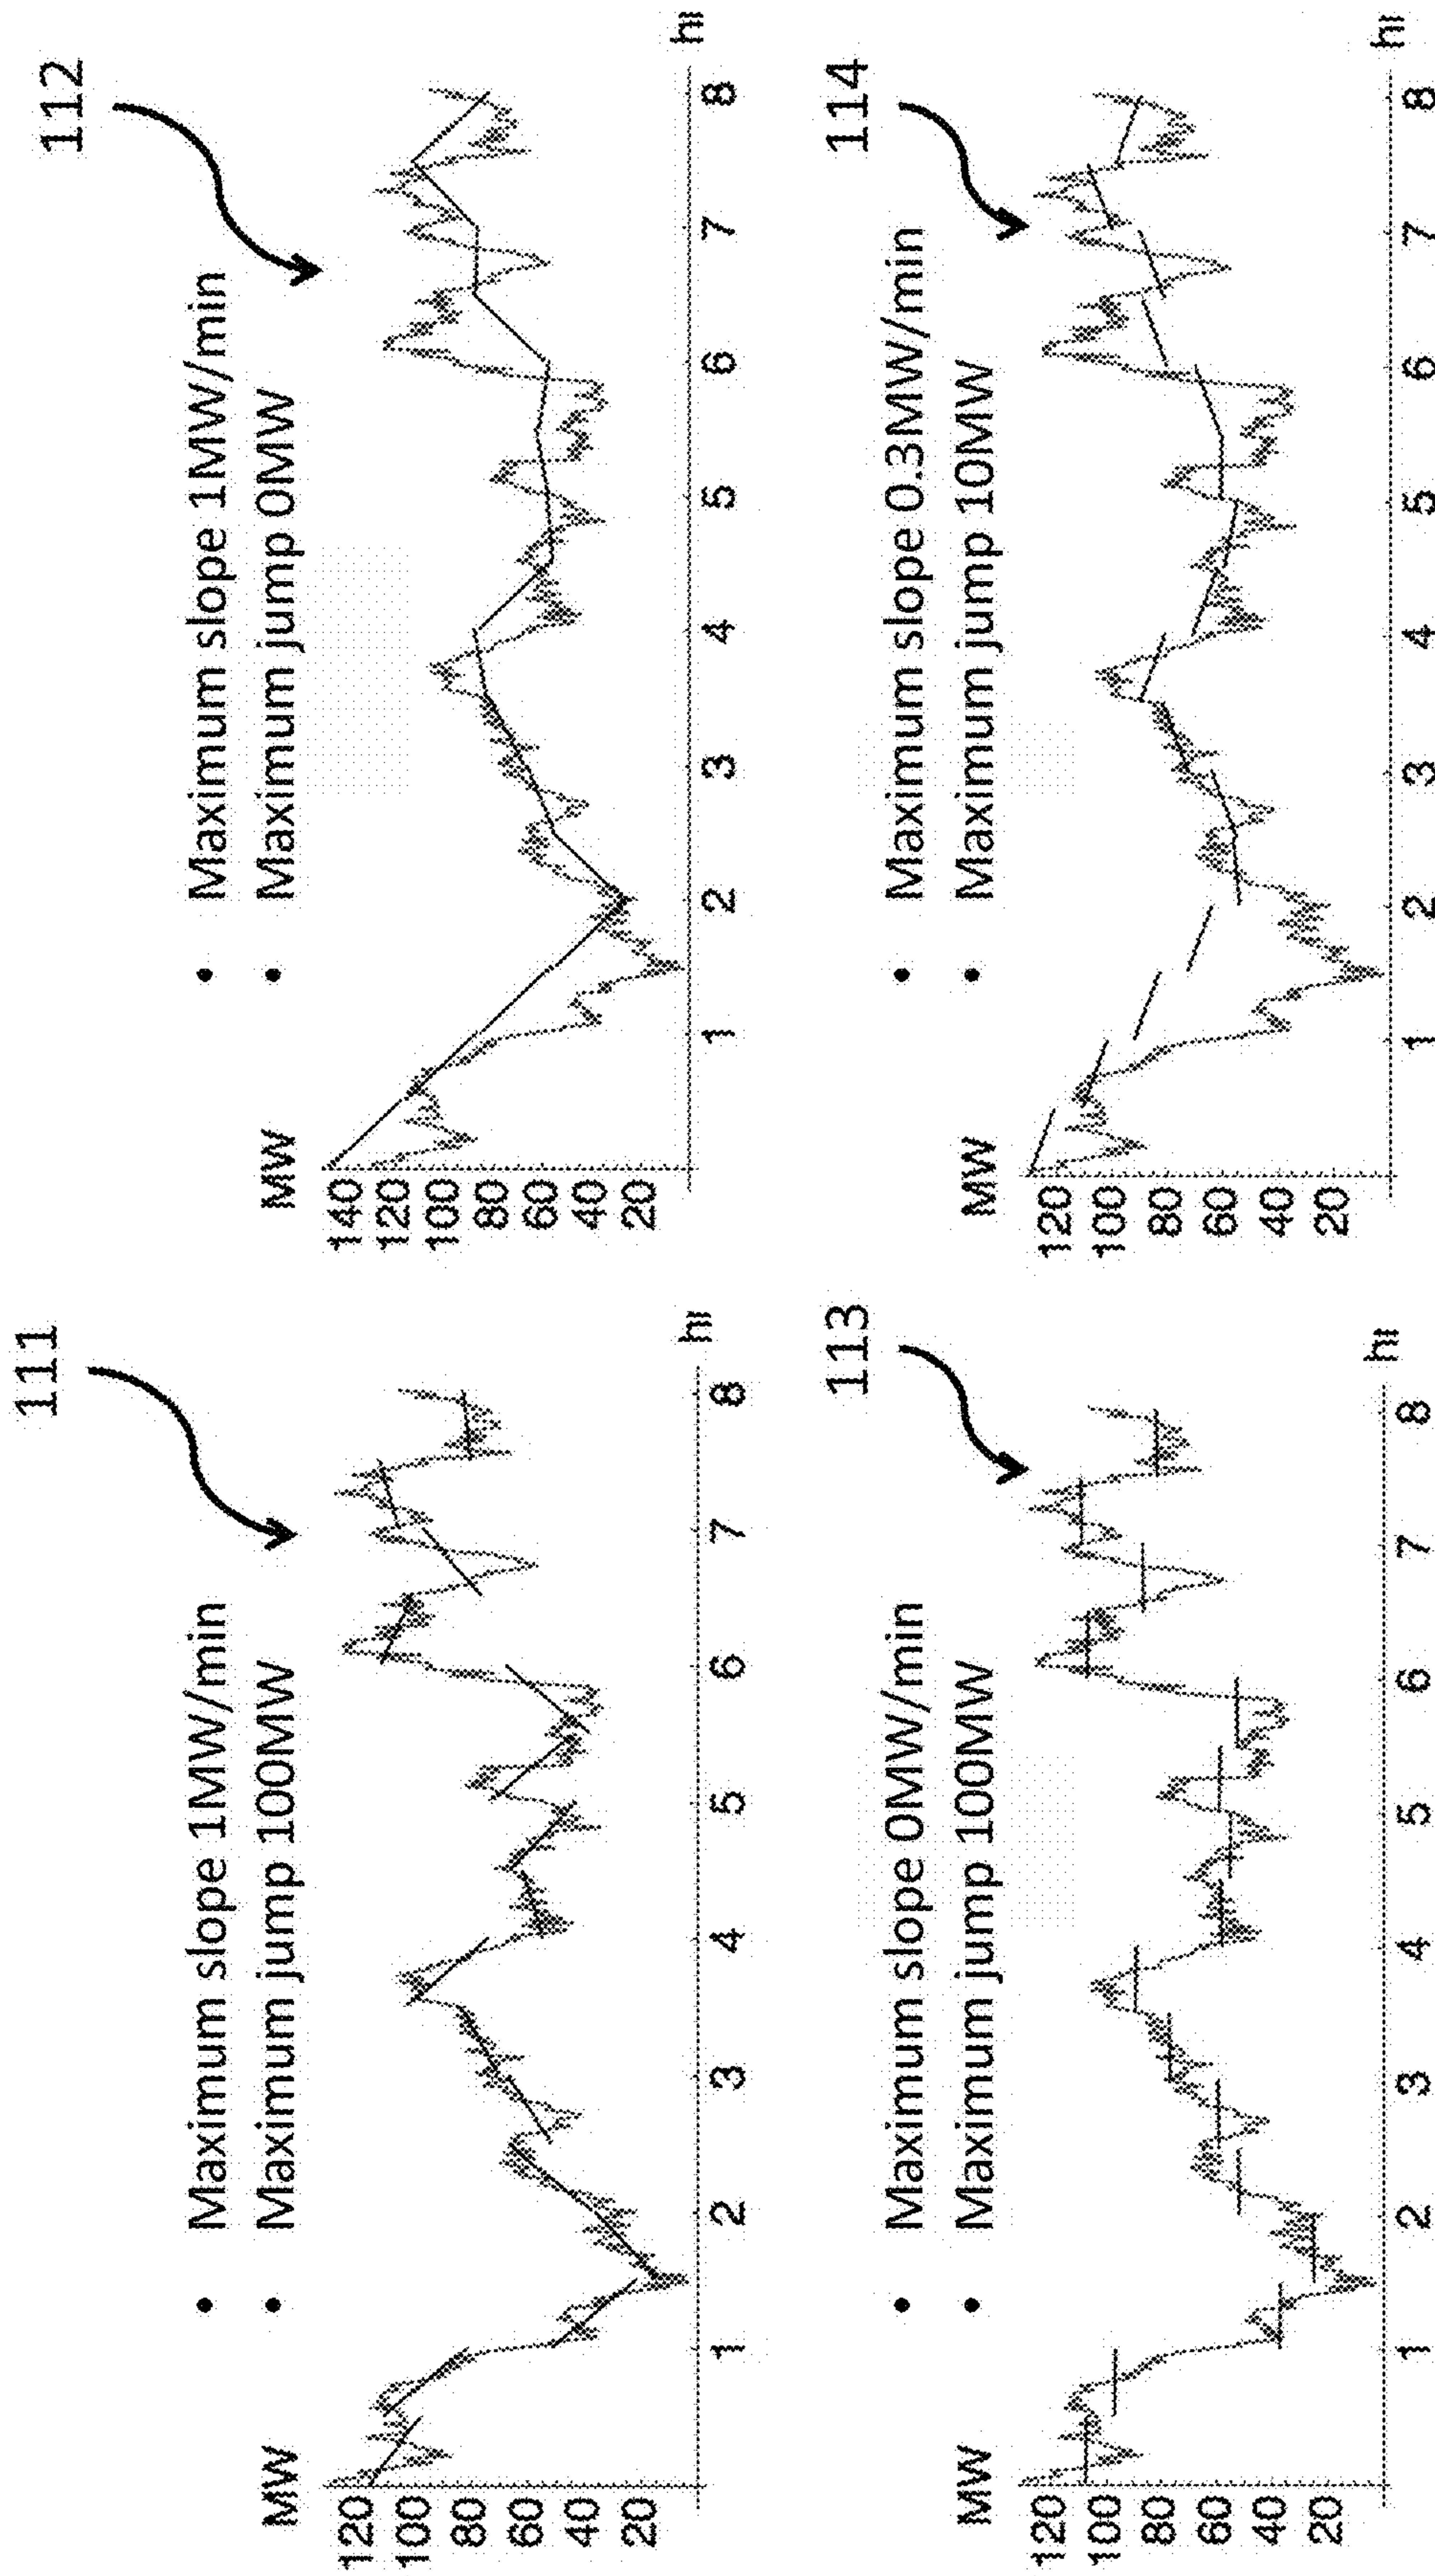 111
• Maximum slope 1MW/min
• Maximum jump 100MW
MW
120
100
80
60
40
20
1 2 3 4 5 6 7 8 hı
112
• Maximum slope 1MW/min
• Maximum jump 0MW
MW
140
120
100
80
60
40
20
1 2 3 4 5 6 7 8 hı
113
• Maximum slope 0MW/min
• Maximum jump 100MW
MW
120
100
80
60
40
20
1 2 3 4 5 6 7 8 hı
114
• Maximum slope 0.3MW/min
• Maximum jump 10MW
MW
120
100
80
60
40
20
1 2 3 4 5 6 7 8 hı